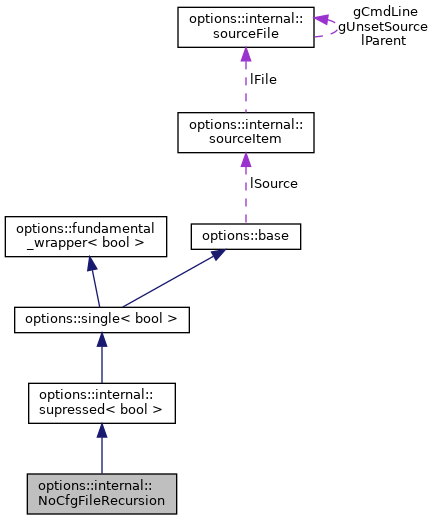 options::internal::
sourceFile
gCmdLine
gUnsetSource
lParent
lFile
options::internal::
sourceItem
lSource
options::fundamental
_wrapper< bool >
options::base
options::single< bool >
options::internal::
supressed< bool >
options::internal::
NoCfgFileRecursion